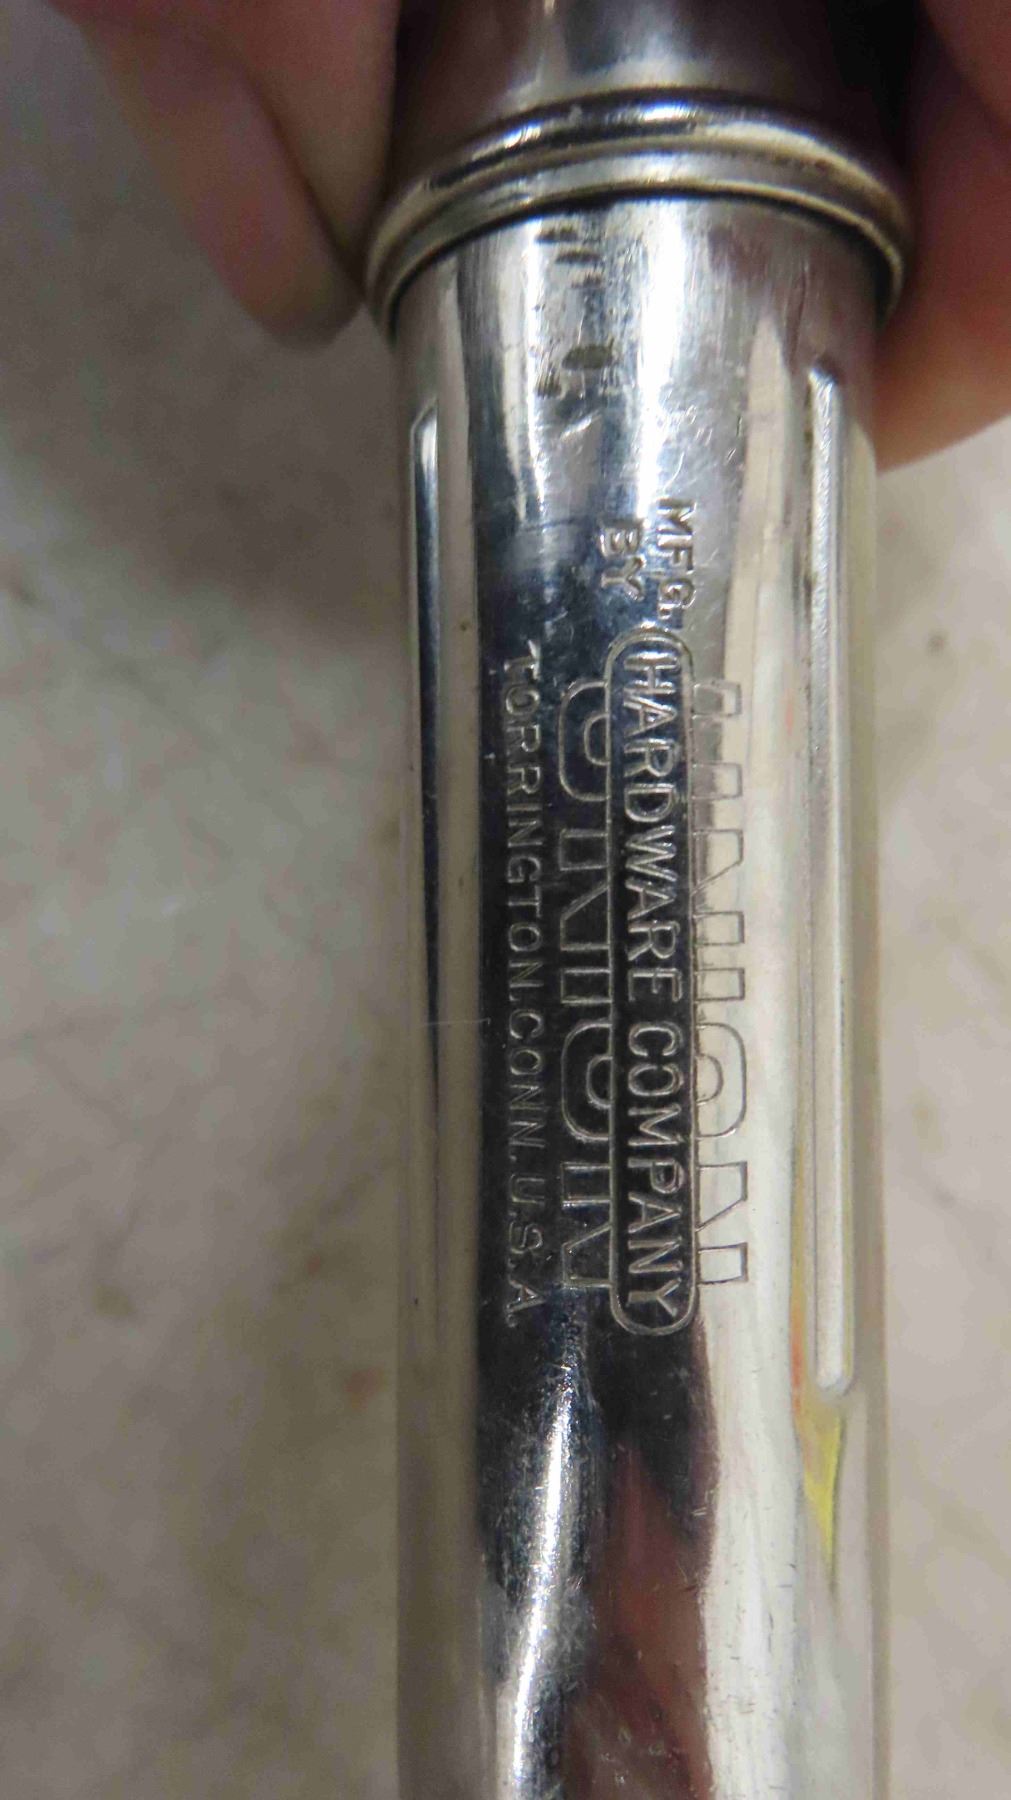 MFG.
BY
UNION
HARDWARE COMPANY
TORRINGTON.CONN.U.S.A.